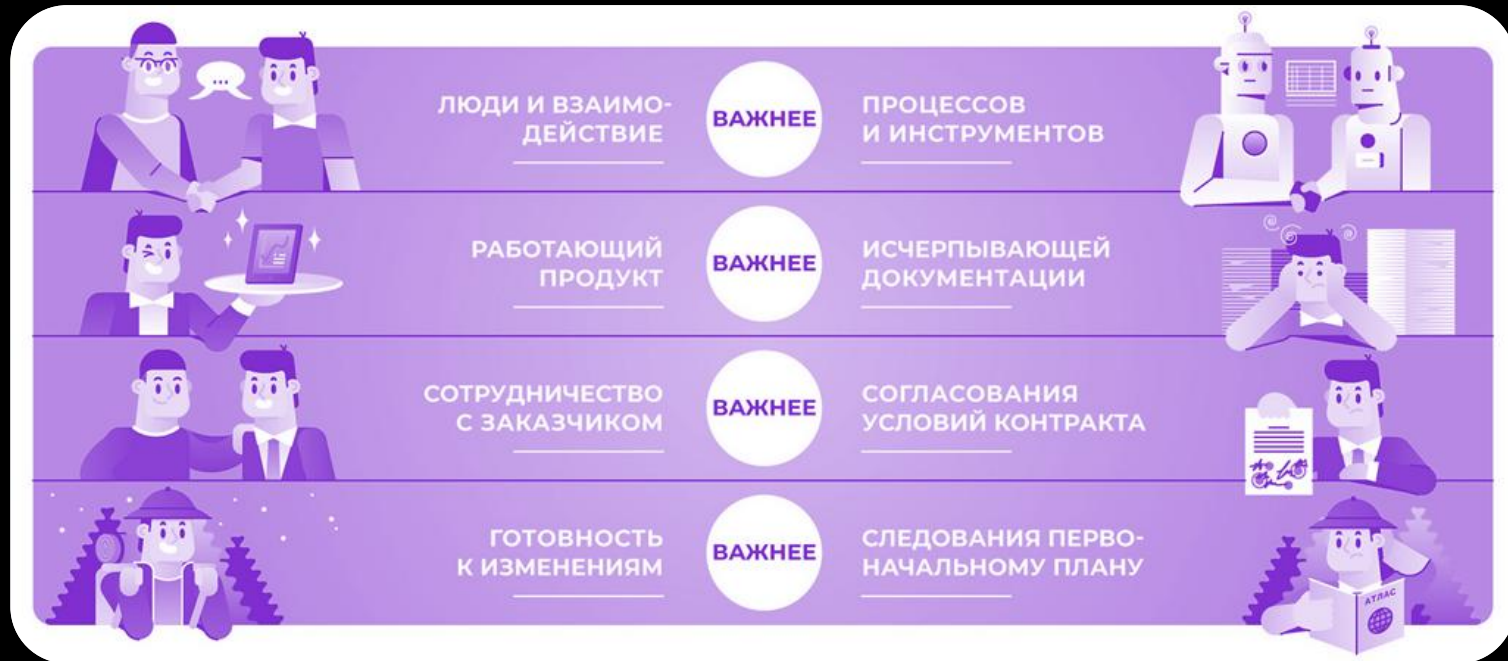 ...
ЛЮДИ И ВЗАИМО-
ДЕЙСТВИЕ
ВАЖНЕЕ
ПРОЦЕССОВ
И ИНСТРУМЕНТОВ
РАБОТАЮЩИЙ
ПРОДУКТ
ВАЖНЕЕ
ИСЧЕРПЫВАЮЩЕЙ
ДОКУМЕНТАЦИИ
СОТРУДНИЧЕСТВО
С ЗАКАЗЧИКОМ
ВАЖНЕЕ
СОГЛАСОВАНИЯ
УСЛОВИЙ КОНТРАКТА
ГОТОВНОСТЬ
К ИЗМЕНЕНИЯМ
ВАЖНЕЕ
СЛЕДОВАНИЯ ПЕРВО-
НАЧАЛЬНОМУ ПЛАНУ
АТЛАС